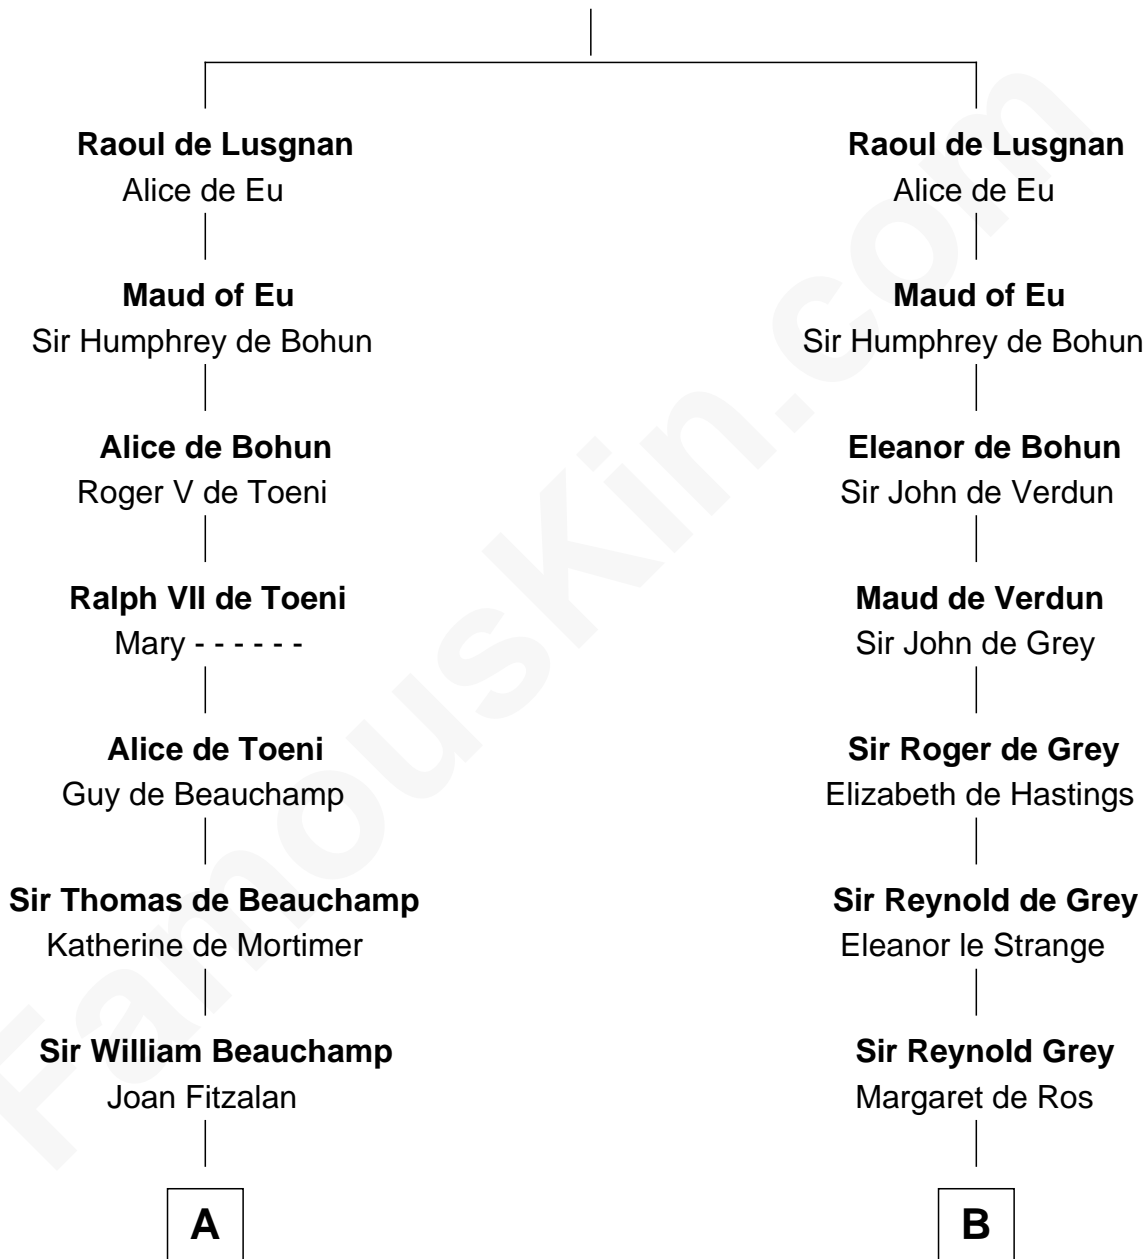 Raoul de Lusgnan
Alice de Eu
Maud of Eu
Sir Humphrey de Bohun
Alice de Bohun
Roger V de Toeni
Ralph VII de Toeni
Mary - - - - - -
Alice de Toeni
Guy de Beauchamp
Sir Thomas de Beauchamp
Katherine de Mortimer
Sir William Beauchamp
Joan Fitzalan
A
Raoul de Lusgnan
Alice de Eu
Maud of Eu
Sir Humphrey de Bohun
Eleanor de Bohun
Sir John de Verdun
Maud de Verdun
Sir John de Grey
Sir Roger de Grey
Elizabeth de Hastings
Sir Reynold de Grey
Eleanor le Strange
Sir Reynold Grey
Margaret de Ros
B
FamousKin.com